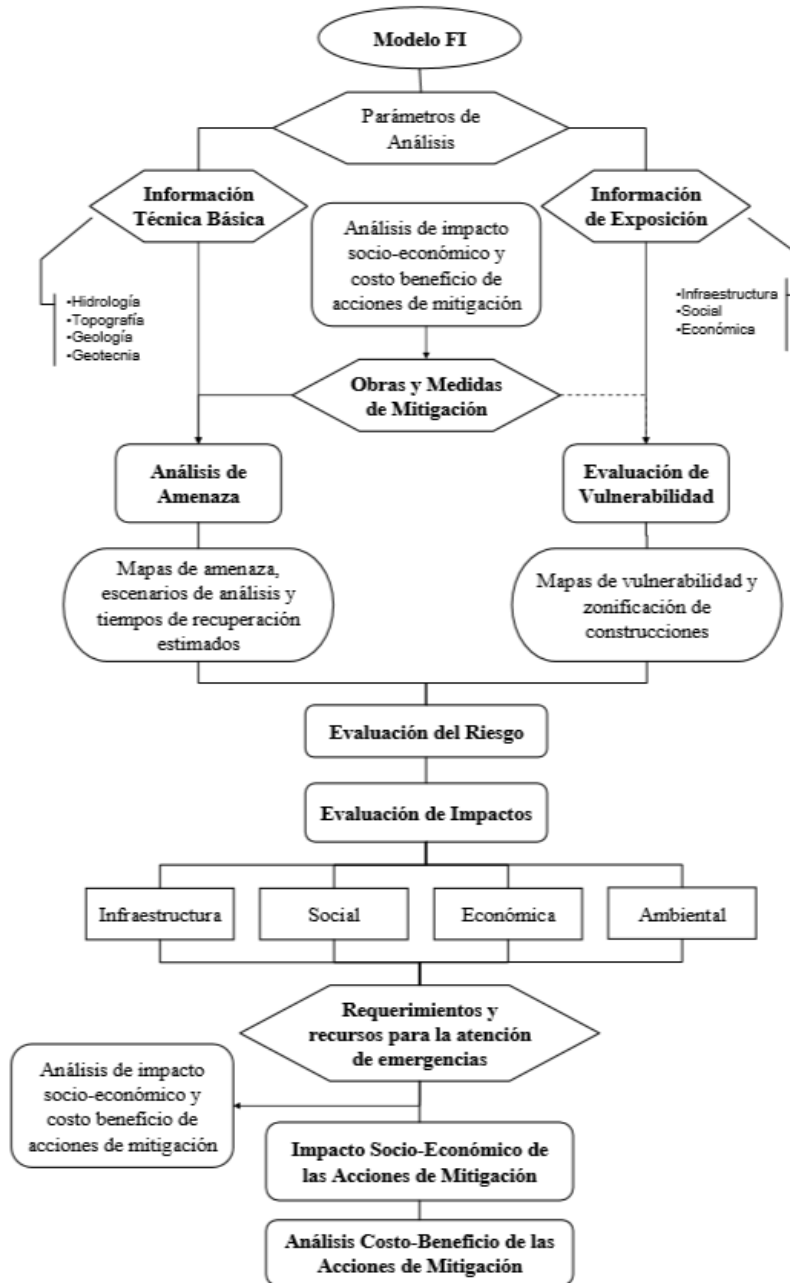 Modelo FI
Parámetros de
Análisis
Información
Técnica Básica
Información
de Exposición
Análisis de impacto
socio-económico y
costo beneficio de
acciones de mitigación
•Hidrología
•Topografía
•Geología
•Geotecnia
•Infraestructura
•Social
•Económica
Obras y Medidas
de Mitigación
Análisis de
Amenaza
Evaluación de
Vulnerabilidad
Mapas de amenaza,
escenarios de análisis y
tiempos de recuperación
estimados
Mapas de vulnerabilidad y
zonificación de
construcciones
Evaluación del Riesgo
Evaluación de Impactos
Infraestructura
Social
Económica
Ambiental
Requerimientos y
recursos para la atención
de emergencias
Análisis de impacto
socio-económico y
costo beneficio de
acciones de mitigación
Impacto Socio-Económico de
las Acciones de Mitigación
Análisis Costo-Beneficio de las
Acciones de Mitigación